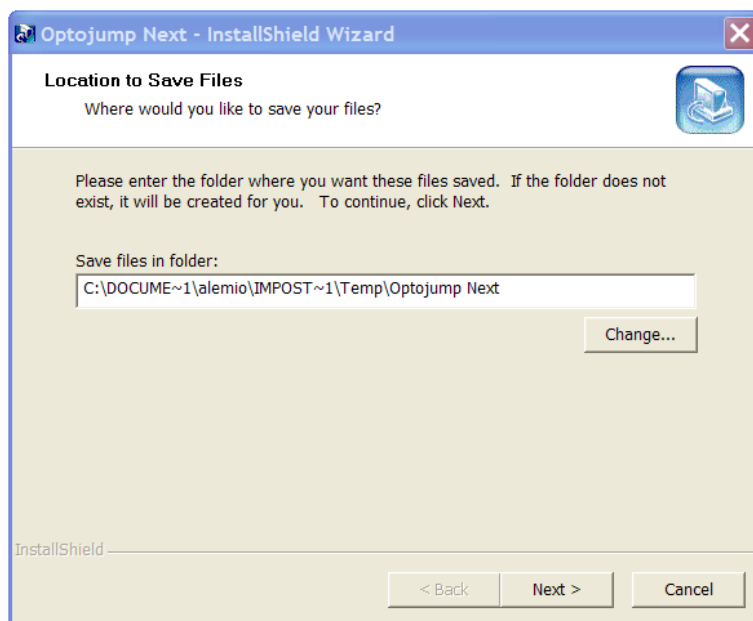 Optojump Next - InstallShield Wizard
Location to Save Files
Where would you like to save your files?
Please enter the folder where you want these files saved. If the folder does not
exist, it will be created for you. To continue, click Next.
Save files in folder:
C:\DOCUME~1\alemio\IMPOST~1\Temp\Optojump Next
Change...
InstallShield
< Back Next > Cancel